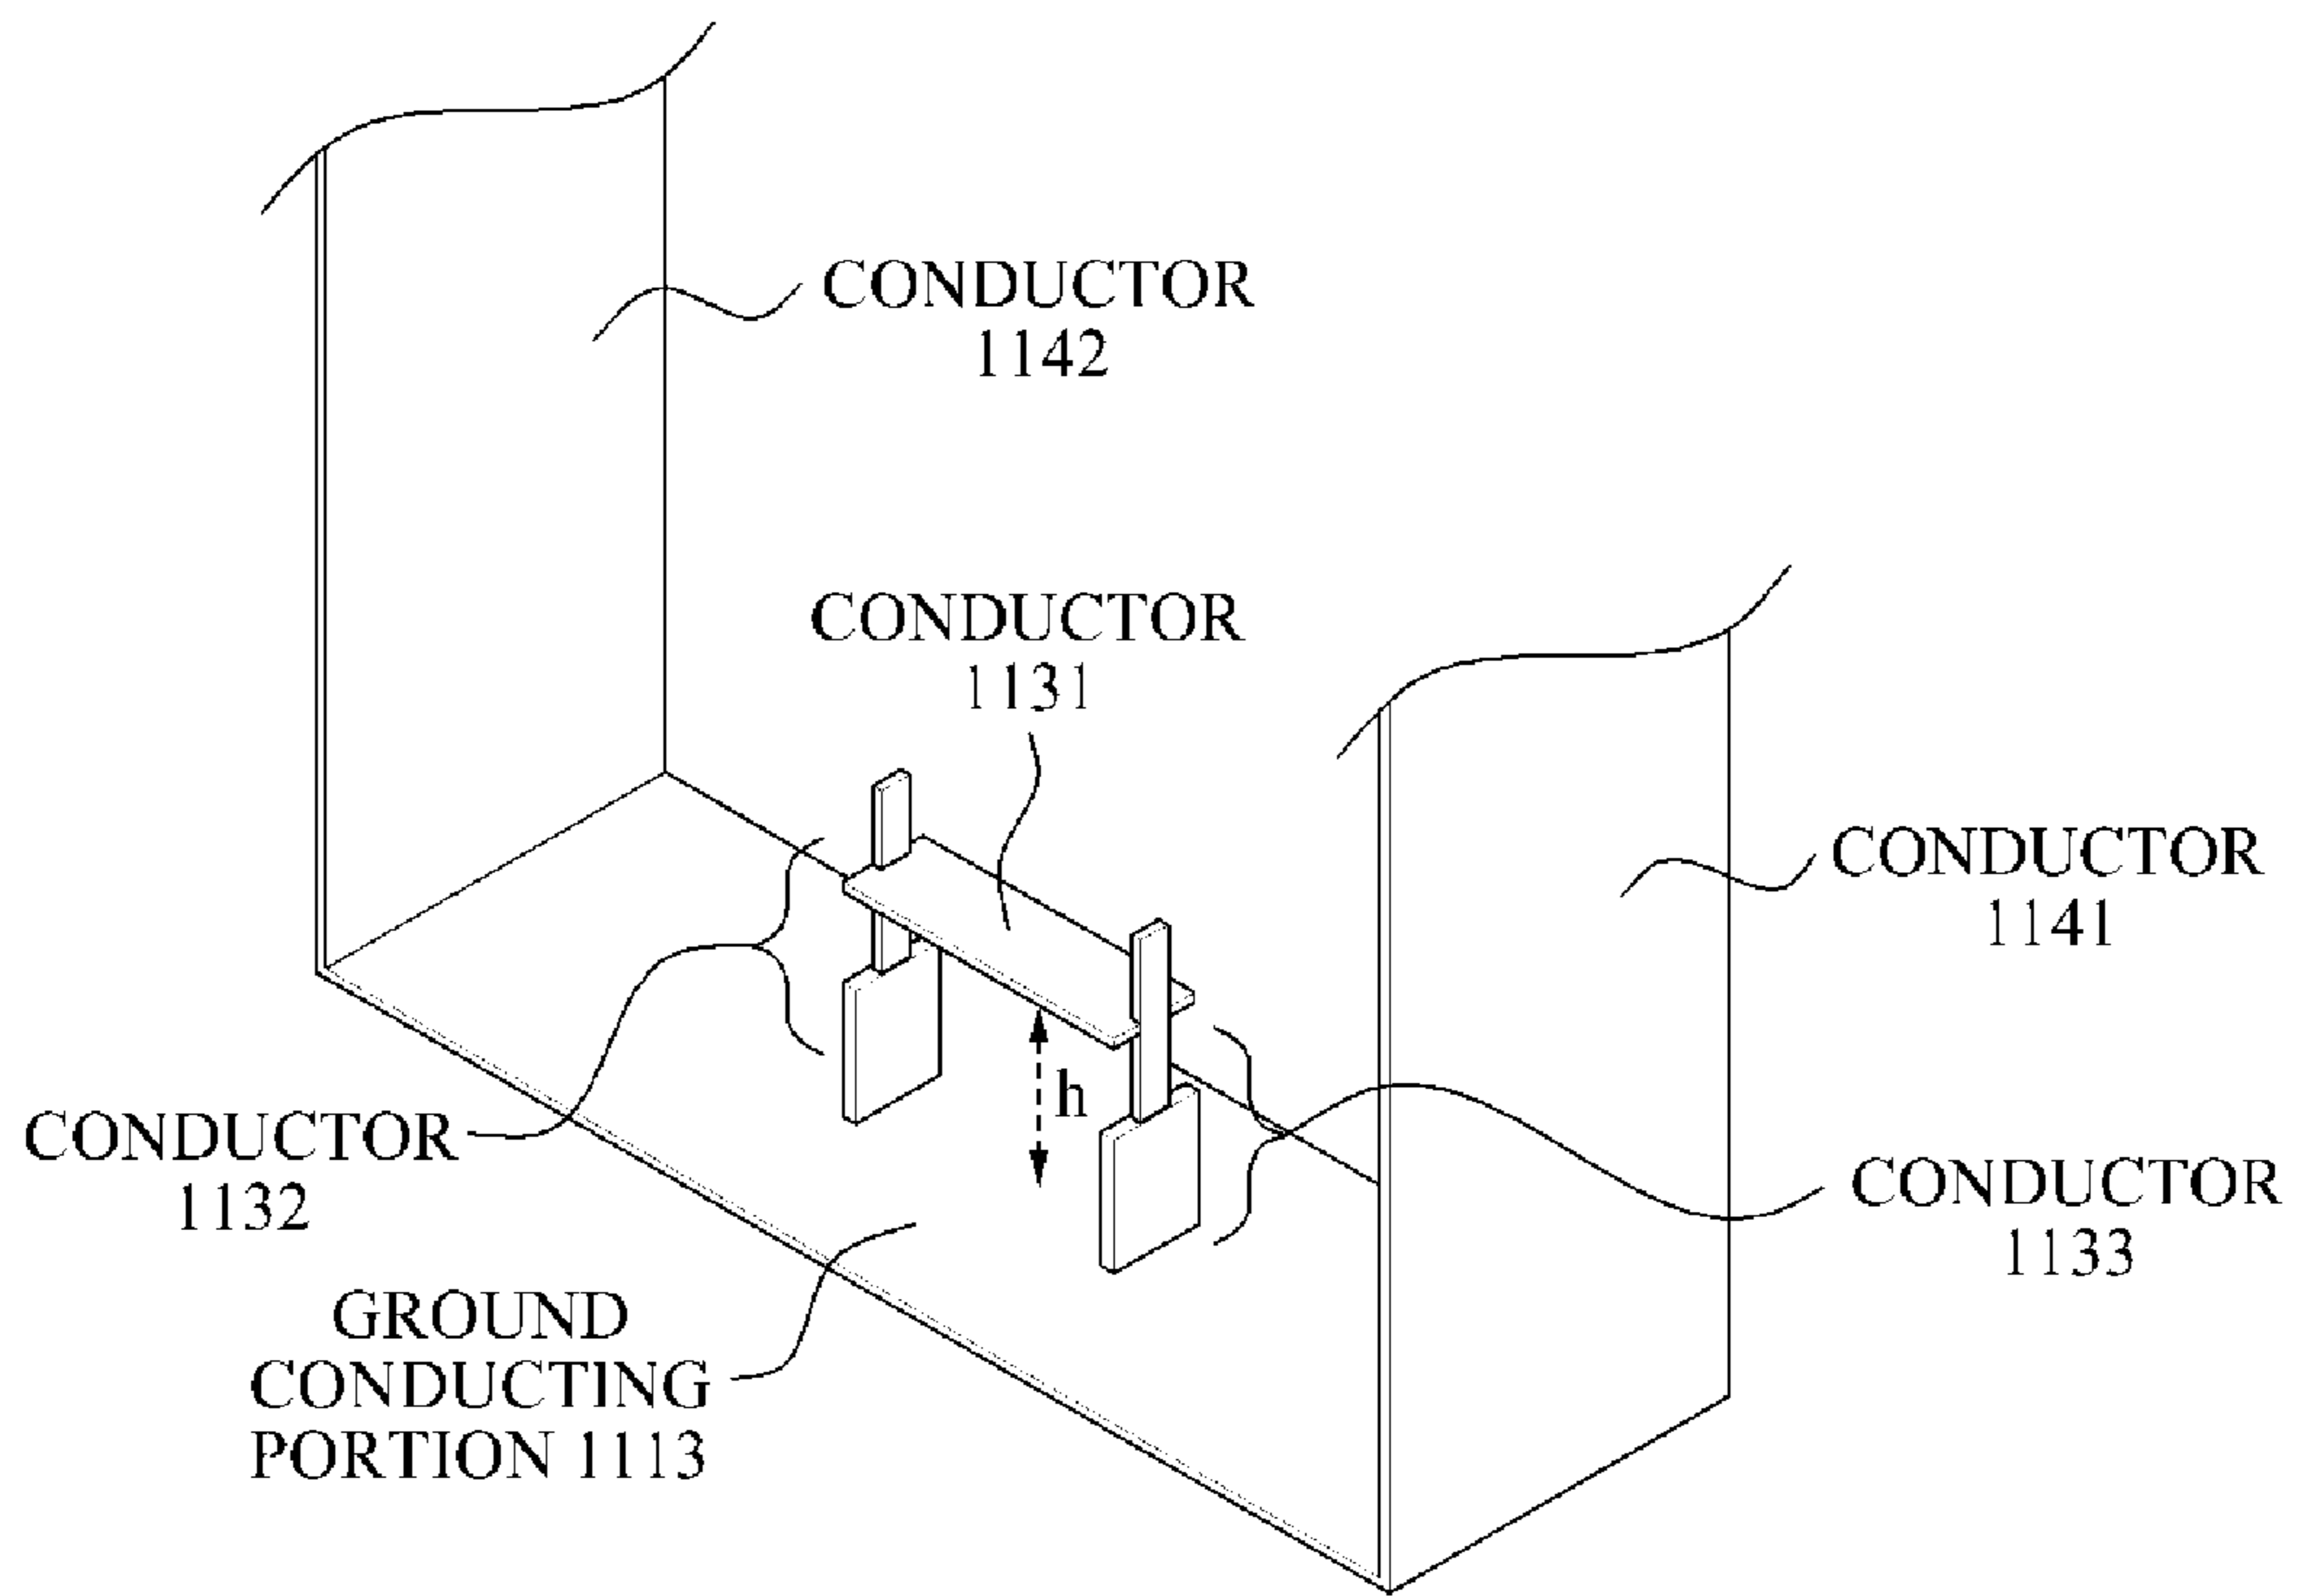 CONDUCTOR
1142
CONDUCTOR
1131
CONDUCTOR
1141
h
CONDUCTOR
1132
CONDUCTOR
1133
GROUND
CONDUCTING
PORTION 1113